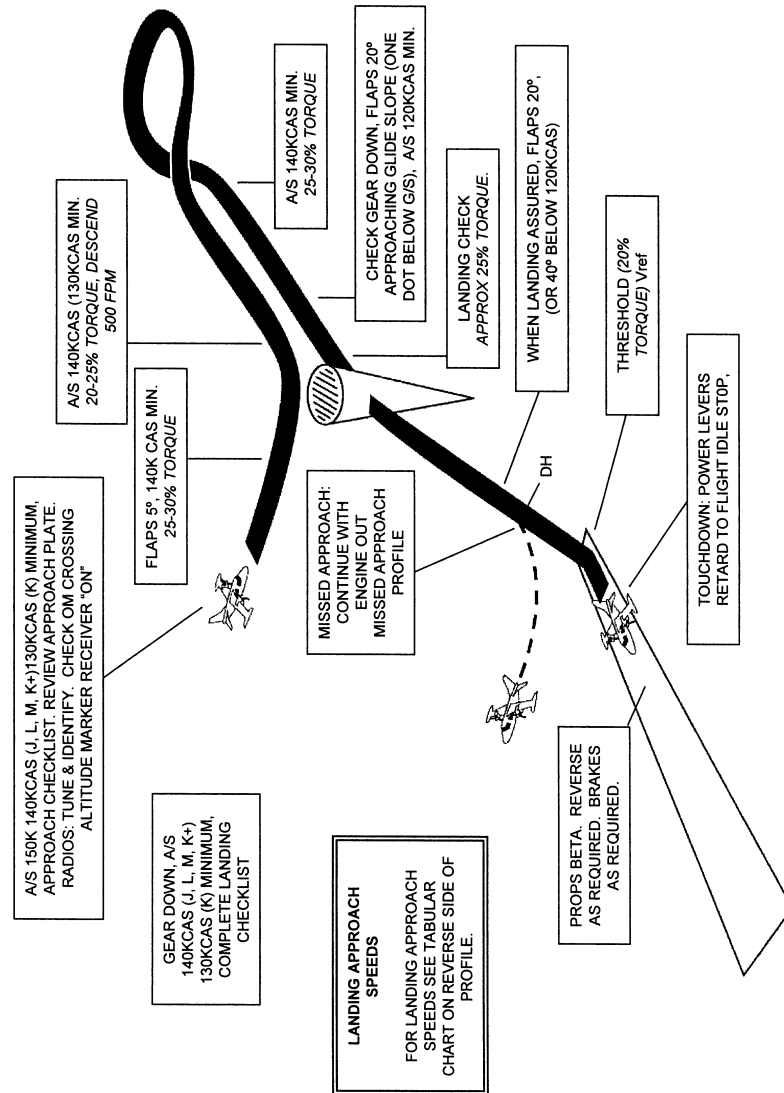 A/S 150K 140KCAS (J, L, M, K+)130KCAS (K) MINIMUM,
APPROACH CHECKLIST. REVIEW APPROACH PLATE.
RADIOS: TUNE & IDENTIFY. CHECK OM CROSSING
ALTITUDE MARKER RECEIVER "ON"
FLAPS 5º, 140K CAS MIN.
25-30% TORQUE
A/S 140KCAS (130KCAS MIN.
20-25% TORQUE, DESCEND
500 FPM
A/S 140KCAS MIN.
25-30% TORQUE
GEAR DOWN, A/S
140KCAS (J, L, M, K+)
130KCAS (K) MINIMUM,
COMPLETE LANDING
CHECKLIST
CHECK GEAR DOWN, FLAPS 20º
APPROACHING GLIDE SLOPE (ONE
DOT BELOW G/S), A/S 120KCAS MIN.
LANDING CHECK
APPROX 25% TORQUE.
MISSED APPROACH:
CONTINUE WITH
ENGINE OUT
MISSED APPROACH
PROFILE
DH
WHEN LANDING ASSURED, FLAPS 20º,
(OR 40º BELOW 120KCAS)
LANDING APPROACH
SPEEDS
FOR LANDING APPROACH
SPEEDS SEE TABULAR
CHART ON REVERSE SIDE OF
PROFILE.
THRESHOLD (20%
TORQUE) Vref
TOUCHDOWN: POWER LEVERS
RETARD TO FLIGHT IDLE STOP,
PROPS BETA. REVERSE
AS REQUIRED. BRAKES
AS REQUIRED.